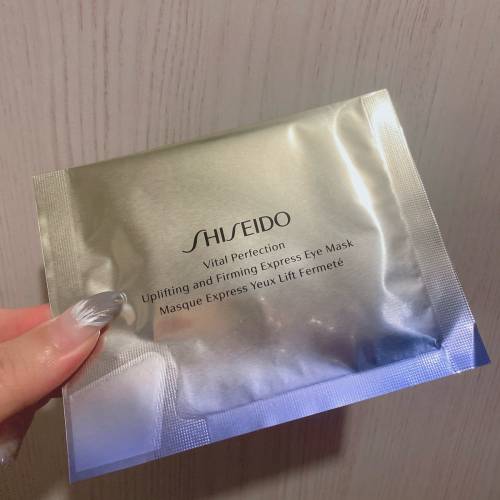 SHISEIDO
Vital Perfection
Uplifting and Firming Express Eye Mask
Masque Express Yeux Lift Fermeté